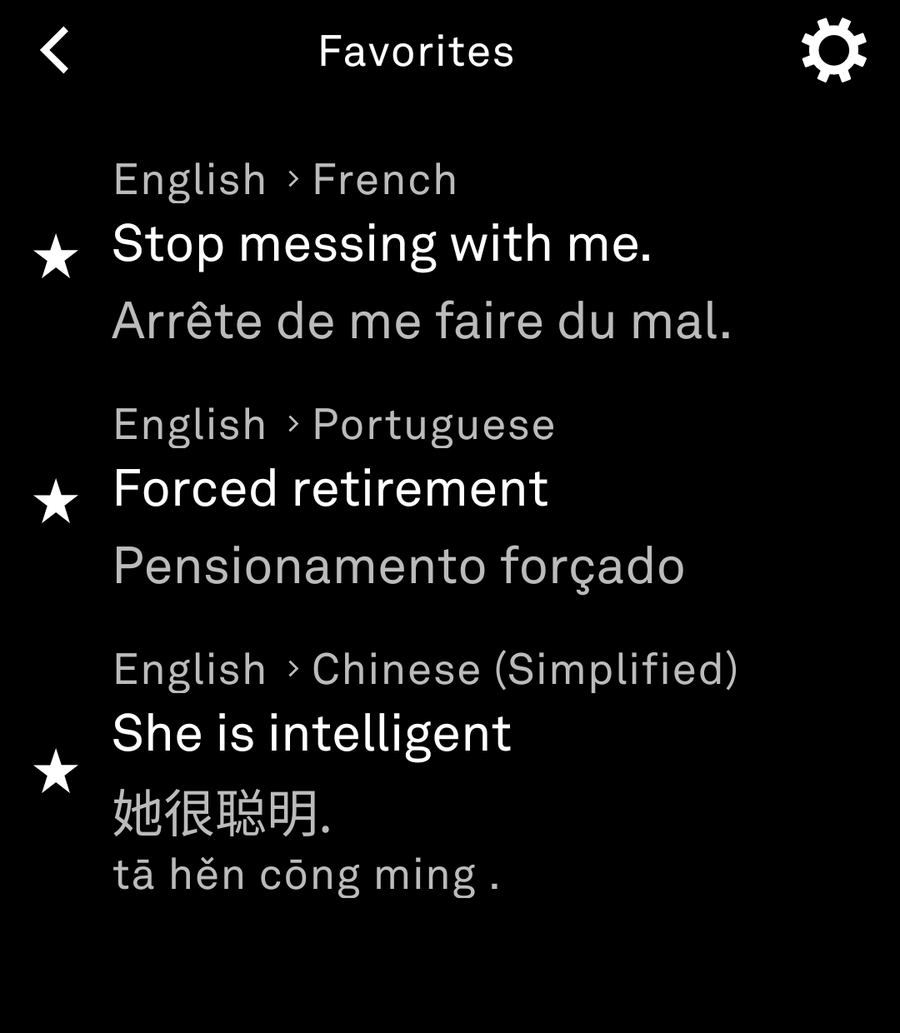 Favorites
English > French
Stop messing with me.
Arrête de me faire du mal.
English > Portuguese
Forced retirement
Pensionamento forçado
English > Chinese (Simplified)
She is intelligent
她很聪明.
tā hěn cōng ming .